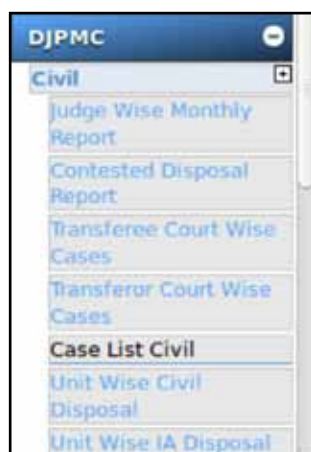 DJPMC
Civil
Judge Wise Monthly
Report
Contested Disposal
Report
Transferee Court Wise
Cases
Transferor Court Wise
Cases
Case List Civil
Unit Wise Civil
Disposal
Unit Wise IA Disposal